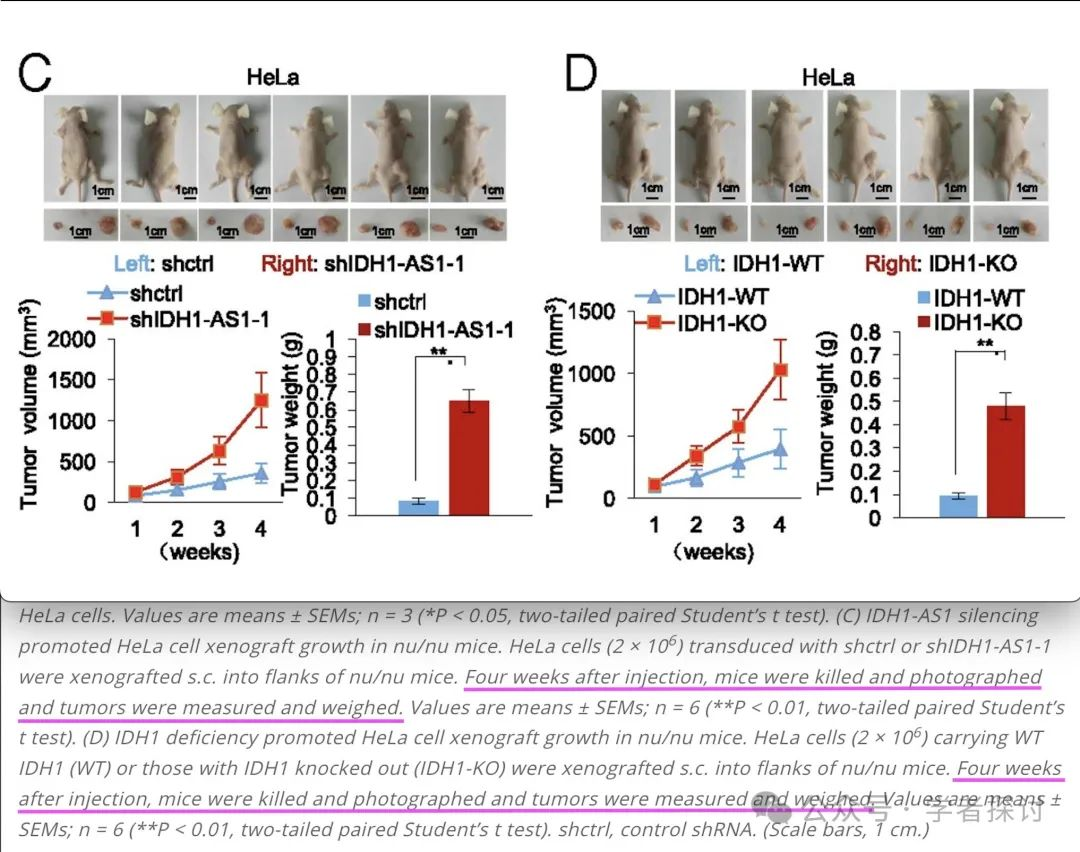 C
HeLa
1cm 1cm 1cm 1cm 1cm 1cm
1cm 1cm 1cm 1cm 1cm 1cm
Left: shctrl Right: shIDH1-AS1-1
shctrl
shIDH1-AS1-1
Tumor volume (mm³)
2000
1500
1000
500
0
1 2 3 4
(weeks)
shctrl
shIDH1-AS1-1
Tumor weight (g)
1
0.9
0.8
0.7
0.6
0.5
0.4
0.3
0.2
0.1
0
**
D
HeLa
1cm 1cm 1cm 1cm 1cm 1cm
1cm 1cm 1cm 1cm 1cm 1cm
Left: IDH1-WT Right: IDH1-KO
IDH1-WT
IDH1-KO
Tumor volume (mm³)
1500
1000
500
0
1 2 3 4
(weeks)
IDH1-WT
IDH1-KO
Tumor weight (g)
0.8
0.7
0.6
0.5
0.4
0.3
0.2
0.1
0
**
HeLa cells. Values are means ± SEMs; n = 3 (*P < 0.05, two-tailed paired Student’s t test). (C) IDH1-AS1 silencing
promoted HeLa cell xenograft growth in nu/nu mice. HeLa cells (2 × 10⁶) transduced with shctrl or shIDH1-AS1-1
were xenografted s.c. into flanks of nu/nu mice. Four weeks after injection, mice were killed and photographed
and tumors were measured and weighed. Values are means ± SEMs; n = 6 (**P < 0.01, two-tailed paired Student’s
t test). (D) IDH1 deficiency promoted HeLa cell xenograft growth in nu/nu mice. HeLa cells (2 × 10⁶) carrying WT
IDH1 (WT) or those with IDH1 knocked out (IDH1-KO) were xenografted s.c. into flanks of nu/nu mice. Four weeks
after injection, mice were killed and photographed and tumors were measured and weighed. Values are means ±
SEMs; n = 6 (**P < 0.01, two-tailed paired Student’s t test). shctrl, control shRNA. (Scale bars, 1 cm.)
公众号 · 学者探讨